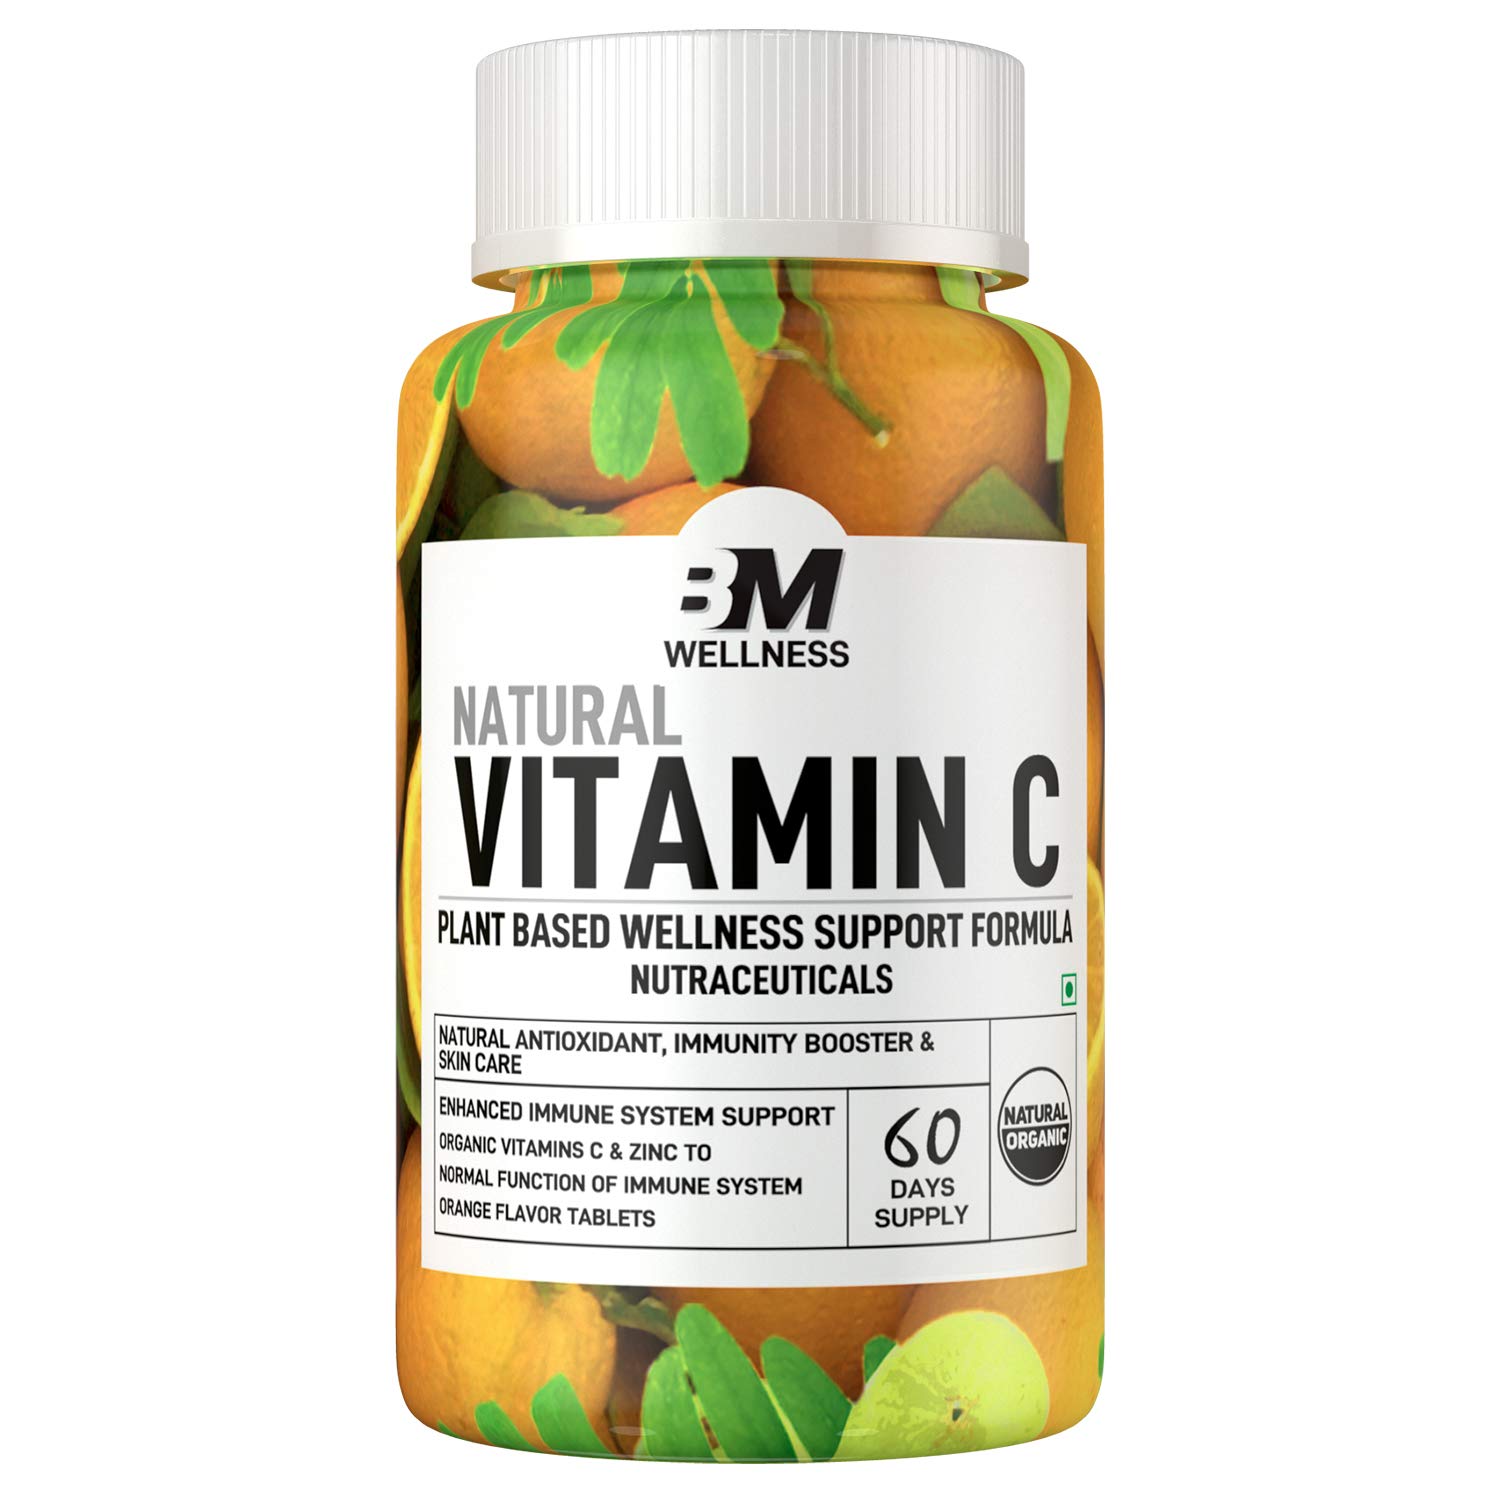 BM
WELLNESS
NATURAL
VITAMIN C
PLANT BASED WELLNESS SUPPORT FORMULA
NUTRACEUTICALS
NATURAL ANTIOXIDANT, IMMUNITY BOOSTER &
SKIN CARE
ENHANCED IMMUNE SYSTEM SUPPORT
ORGANIC VITAMINS C & ZINC TO
NORMAL FUNCTION OF IMMUNE SYSTEM
ORANGE FLAVOR TABLETS
60
DAYS
SUPPLY
NATURAL
ORGANIC